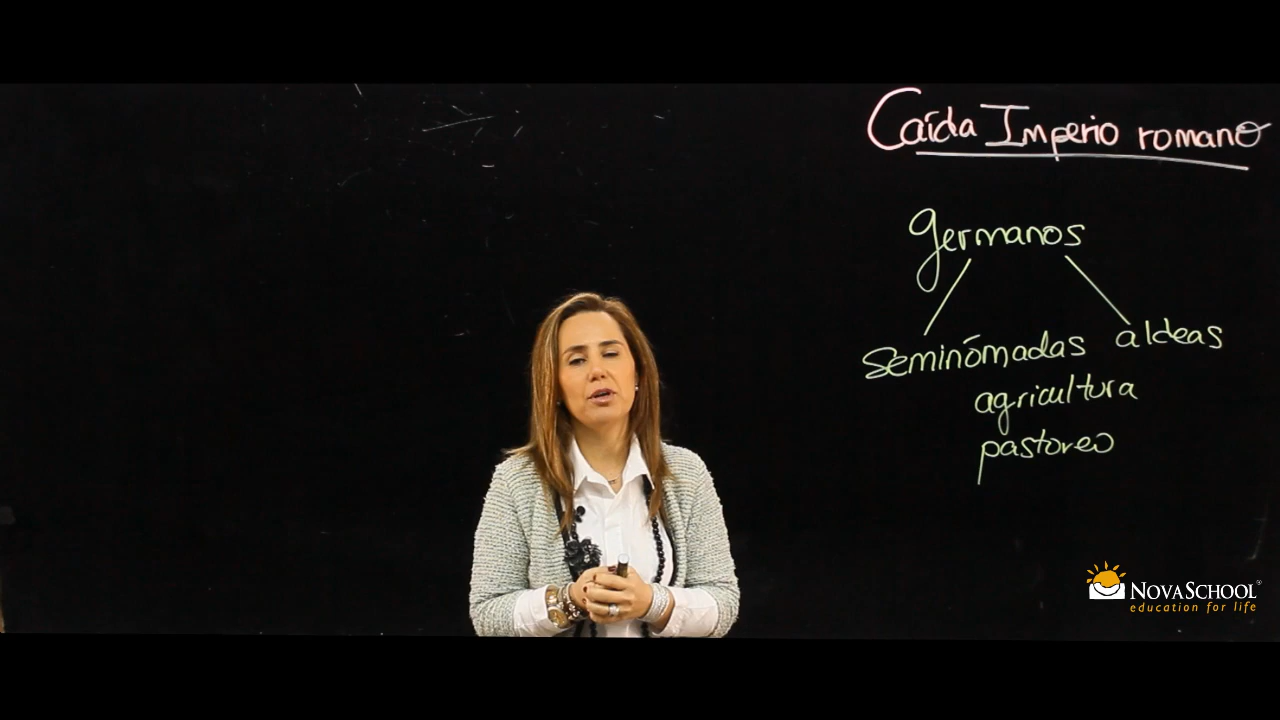 Caída Imperio romano
germanos
seminómadas aldeas
agricultura
pastoreo
NOVASCHOOL®
education for life